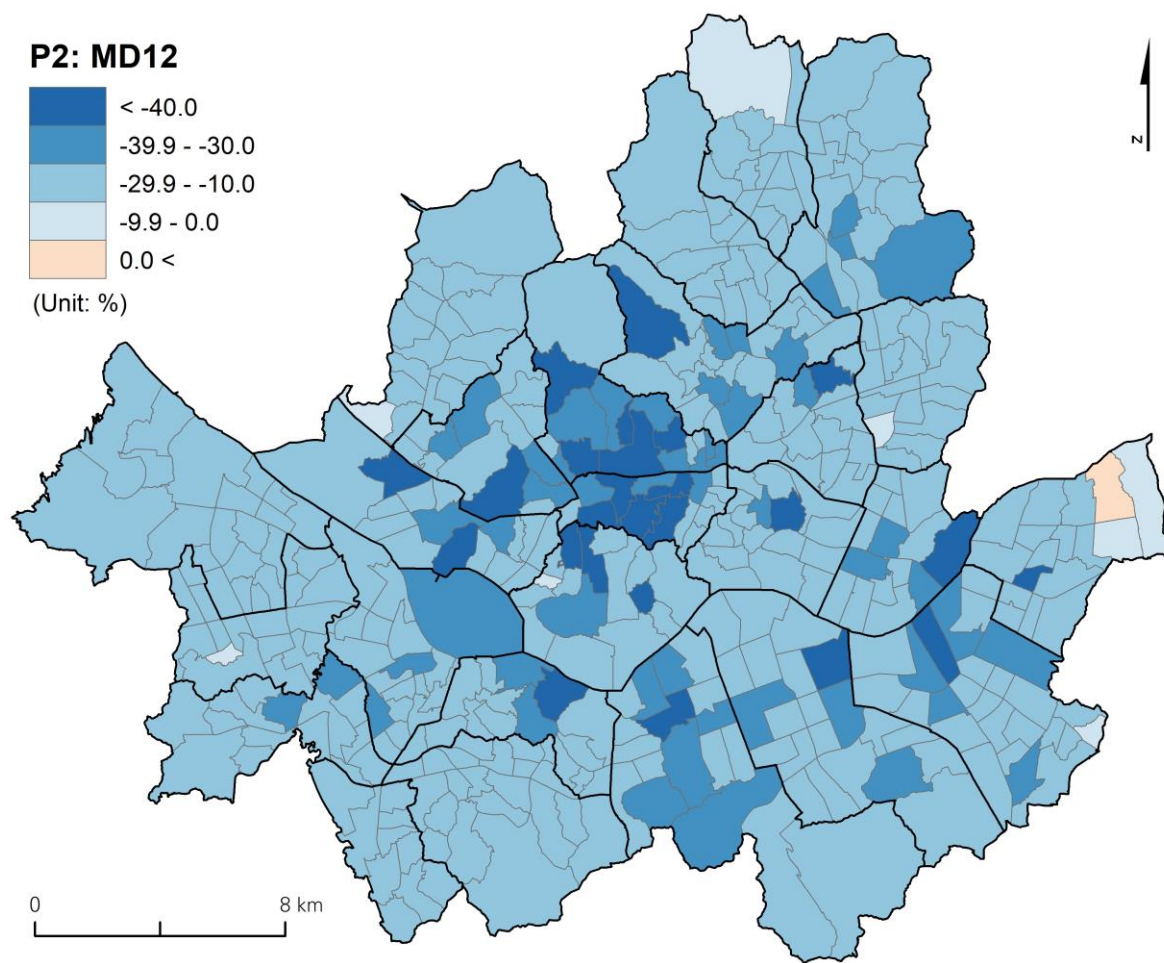 P2: MD12
< -40.0
-39.9 - -30.0
-29.9 - -10.0
-9.9 - 0.0
0.0 <
(Unit: %)
N
0 8 km